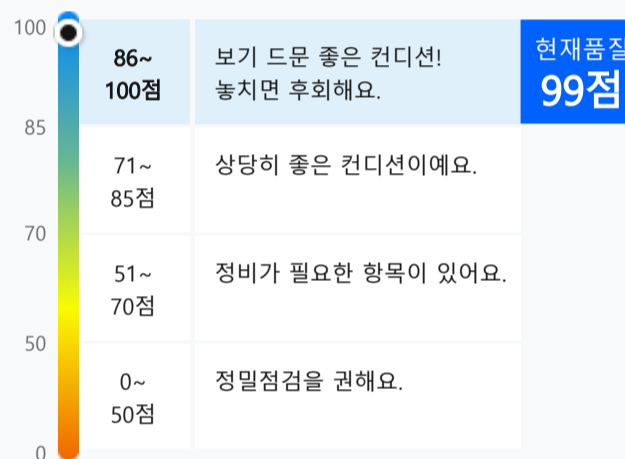 100
86~
100점
보기 드문 좋은 컨디션!
놓치면 후회해요.
현재품질
99점
85
71~
85점
상당히 좋은 컨디션이예요.
70
51~
70점
정비가 필요한 항목이 있어요.
50
0~
50점
정밀점검을 권해요.
0